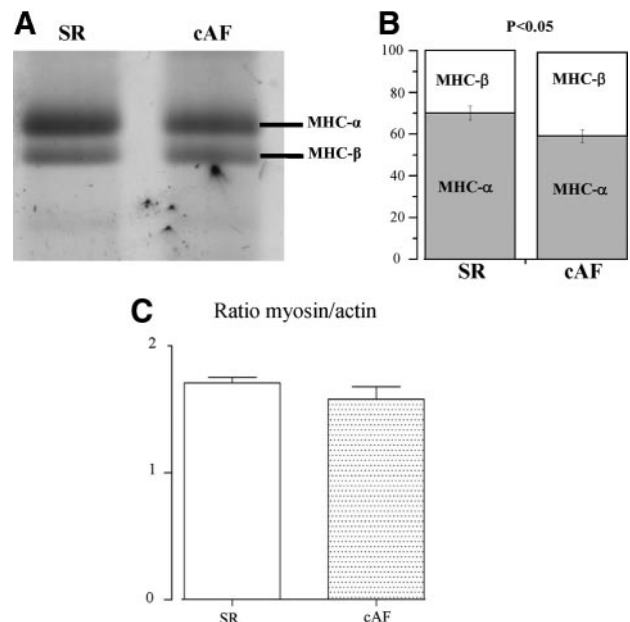 A
SR cAF
MHC-α
MHC-β
B
P<0.05
100
80
60
40
20
0
MHC-β MHC-β
MHC-α MHC-α
SR cAF
C
Ratio myosin/actin
2
1
0
SR cAF